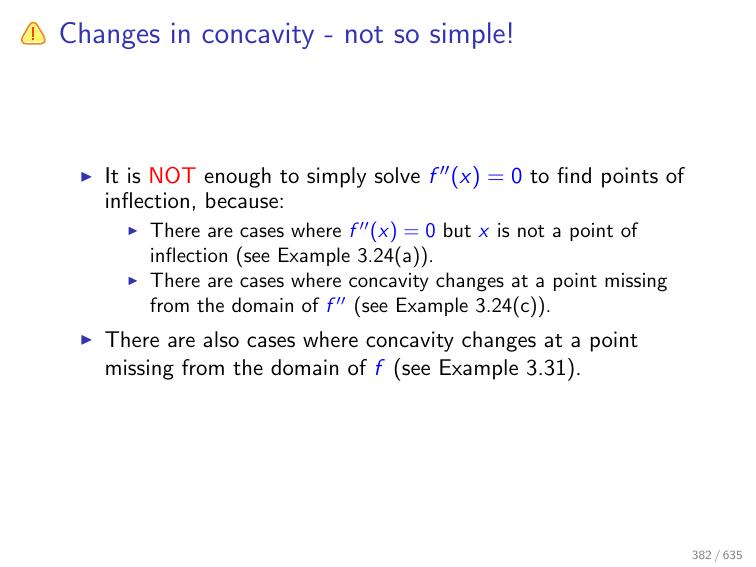 ! Changes in concavity - not so simple!
▶ It is NOT enough to simply solve f′′(x) = 0 to find points of
inflection, because:
▶ There are cases where f′′(x) = 0 but x is not a point of
inflection (see Example 3.24(a)).
▶ There are cases where concavity changes at a point missing
from the domain of f′′ (see Example 3.24(c)).
▶ There are also cases where concavity changes at a point
missing from the domain of f (see Example 3.31).
382 / 635